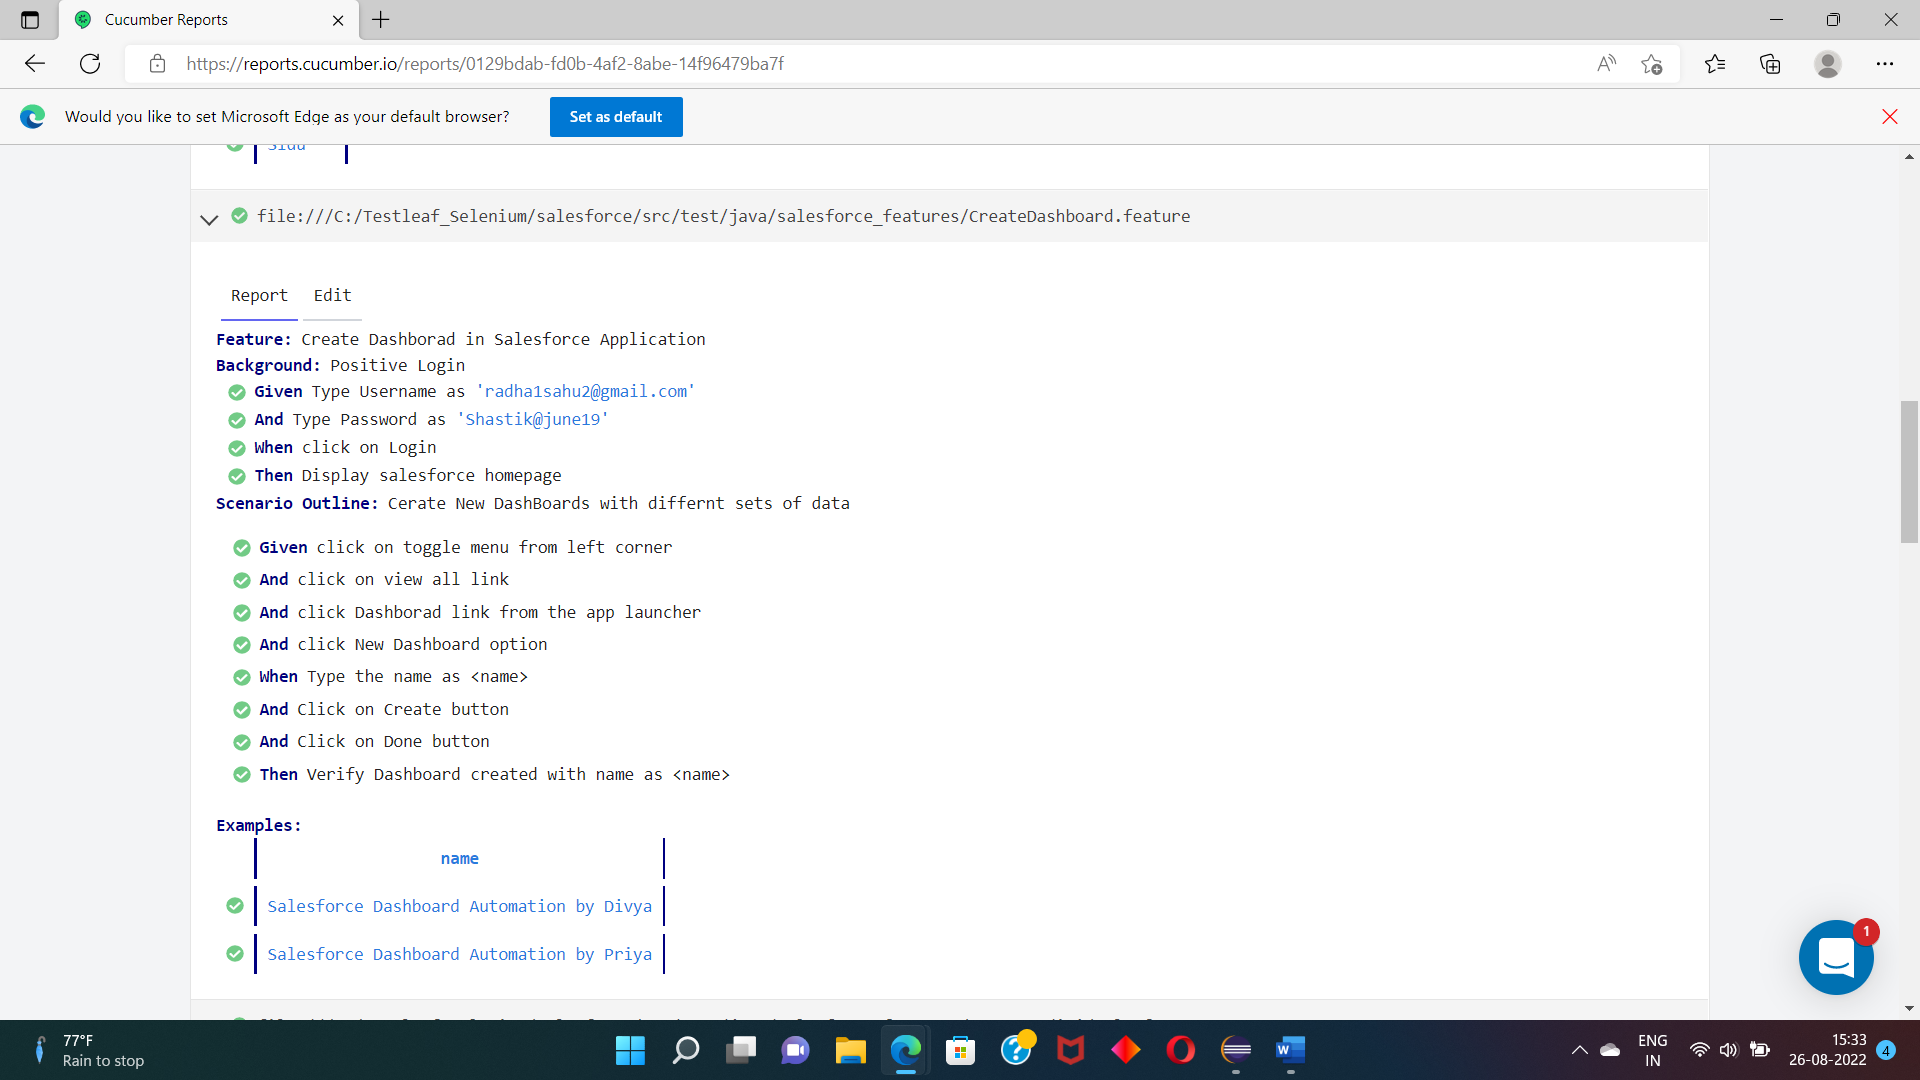 Cucumber Reports
https://reports.cucumber.io/reports/0129bdab-fd0b-4af2-8abe-14f96479ba7f
Would you like to set Microsoft Edge as your default browser?
Set as default
file:///C:/Testleaf_Selenium/salesforce/src/test/java/salesforce_features/CreateDashboard.feature
Report Edit
Feature: Create Dashborad in Salesforce Application
Background: Positive Login
Given Type Username as 'radha1sahu2@gmail.com'
And Type Password as 'Shastik@june19'
When click on Login
Then Display salesforce homepage
Scenario Outline: Cerate New DashBoards with differnt sets of data
Given click on toggle menu from left corner
And click on view all link
And click Dashborad link from the app launcher
And click New Dashboard option
When Type the name as <name>
And Click on Create button
And Click on Done button
Then Verify Dashboard created with name as <name>
Examples:
name
Salesforce Dashboard Automation by Divya
Salesforce Dashboard Automation by Priya
1
77°F
Rain to stop
ENG
IN
15:33
26-08-2022
4